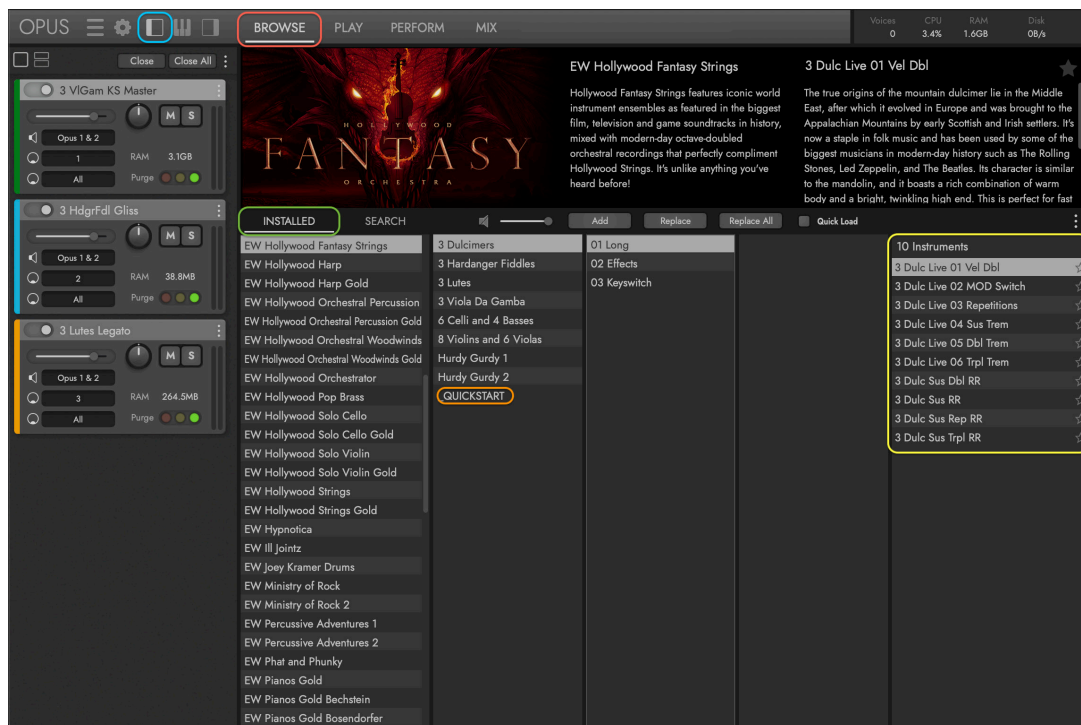 OPUS
BROWSE
PLAY
PERFORM
MIX
Voices
0
CPU
3.4%
RAM
1.6GB
Disk
0B/s
Close
Close All
3 VlGam KS Master
M
S
Opus 1 & 2
1
RAM
3.1GB
All
Purge
3 HdgrFdl Gliss
M
S
Opus 1 & 2
2
RAM
38.8MB
All
Purge
3 Lutes Legato
M
S
Opus 1 & 2
3
RAM
264.5MB
All
Purge
HOLLYWOOD
FANTASY
ORCHESTRA
EW Hollywood Fantasy Strings
Hollywood Fantasy Strings features iconic world
instrument ensembles as featured in the biggest
film, television and game soundtracks in history,
mixed with modern-day octave-doubled
orchestral recordings that perfectly compliment
Hollywood Strings. It's unlike anything you've
heard before!
3 Dulc Live 01 Vel Dbl
The true origins of the mountain dulcimer lie in the Middle
East, after which it evolved in Europe and was brought to the
Appalachian Mountains by early Scottish and Irish settlers. It's
now a staple in folk music and has been used by some of the
biggest musicians in modern-day history such as The Rolling
Stones, Led Zeppelin, and The Beatles. Its character is similar
to the mandolin, and it boasts a rich combination of warm
body and a bright, twinkling high end. This is perfect for fast
INSTALLED
SEARCH
Add
Replace
Replace All
Quick Load
EW Hollywood Fantasy Strings
EW Hollywood Harp
EW Hollywood Harp Gold
EW Hollywood Orchestral Percussion
EW Hollywood Orchestral Percussion Gold
EW Hollywood Orchestral Woodwinds
EW Hollywood Orchestral Woodwinds Gold
EW Hollywood Orchestrator
EW Hollywood Pop Brass
EW Hollywood Solo Cello
EW Hollywood Solo Cello Gold
EW Hollywood Solo Violin
EW Hollywood Solo Violin Gold
EW Hollywood Strings
EW Hollywood Strings Gold
EW Hypnotica
EW Ill Jointz
EW Joey Kramer Drums
EW Ministry of Rock
EW Ministry of Rock 2
EW Percussive Adventures 1
EW Percussive Adventures 2
EW Phat and Phunky
EW Pianos Gold
EW Pianos Gold Bechstein
EW Pianos Gold Bosendorfer
3 Dulcimers
3 Hardanger Fiddles
3 Lutes
3 Viola Da Gamba
6 Celli and 4 Basses
8 Violins and 6 Violas
Hurdy Gurdy 1
Hurdy Gurdy 2
_QUICKSTART
01 Long
02 Effects
03 Keyswitch
10 Instruments
3 Dulc Live 01 Vel Dbl
3 Dulc Live 02 MOD Switch
3 Dulc Live 03 Repetitions
3 Dulc Live 04 Sus Trem
3 Dulc Live 05 Dbl Trem
3 Dulc Live 06 Trpl Trem
3 Dulc Sus Dbl RR
3 Dulc Sus RR
3 Dulc Sus Rep RR
3 Dulc Sus Trpl RR